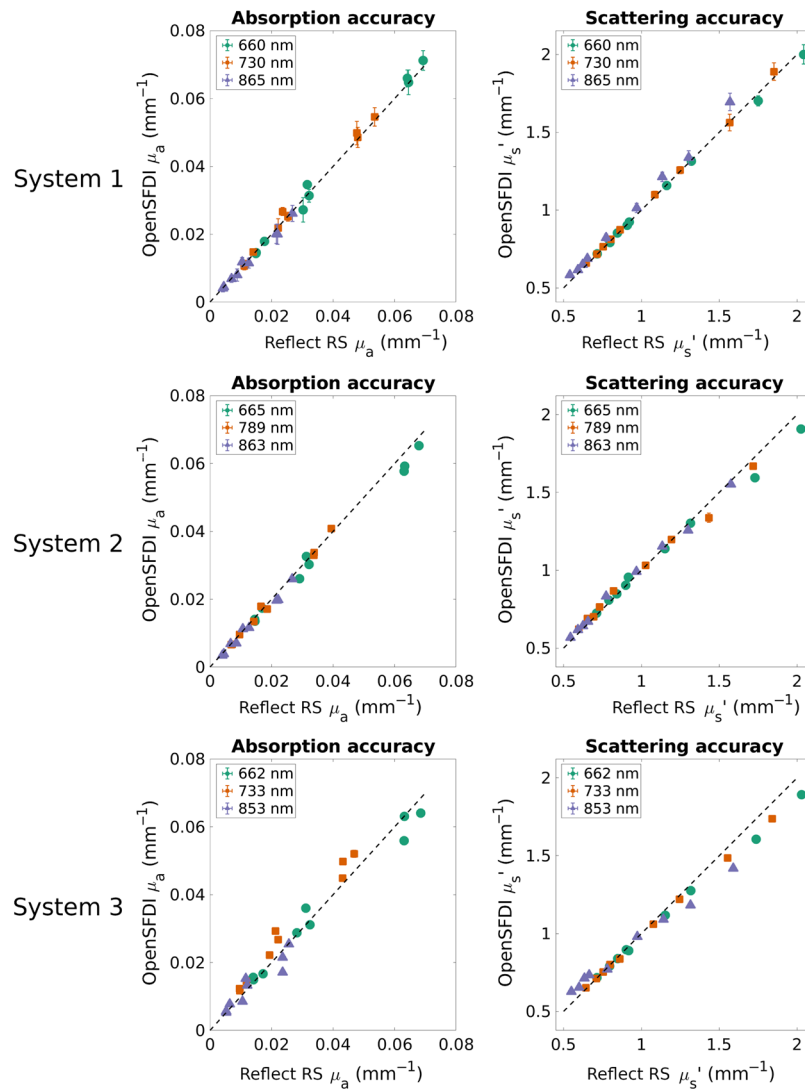 Absorption accuracy
Scattering accuracy
System 1
OpenSFDI μa (mm−1)
0.08
0.06
0.04
0.02
0
660 nm
730 nm
865 nm
0 0.02 0.04 0.06 0.08
Reflect RS μa (mm−1)
OpenSFDI μs' (mm−1)
2
1.5
1
0.5
660 nm
730 nm
865 nm
0.5 1 1.5 2
Reflect RS μs' (mm−1)
Absorption accuracy
Scattering accuracy
System 2
OpenSFDI μa (mm−1)
0.08
0.06
0.04
0.02
0
665 nm
789 nm
863 nm
0 0.02 0.04 0.06 0.08
Reflect RS μa (mm−1)
OpenSFDI μs' (mm−1)
2
1.5
1
0.5
665 nm
789 nm
863 nm
0.5 1 1.5 2
Reflect RS μs' (mm−1)
Absorption accuracy
Scattering accuracy
System 3
OpenSFDI μa (mm−1)
0.08
0.06
0.04
0.02
0
662 nm
733 nm
853 nm
0 0.02 0.04 0.06 0.08
Reflect RS μa (mm−1)
OpenSFDI μs' (mm−1)
2
1.5
1
0.5
662 nm
733 nm
853 nm
0.5 1 1.5 2
Reflect RS μs' (mm−1)